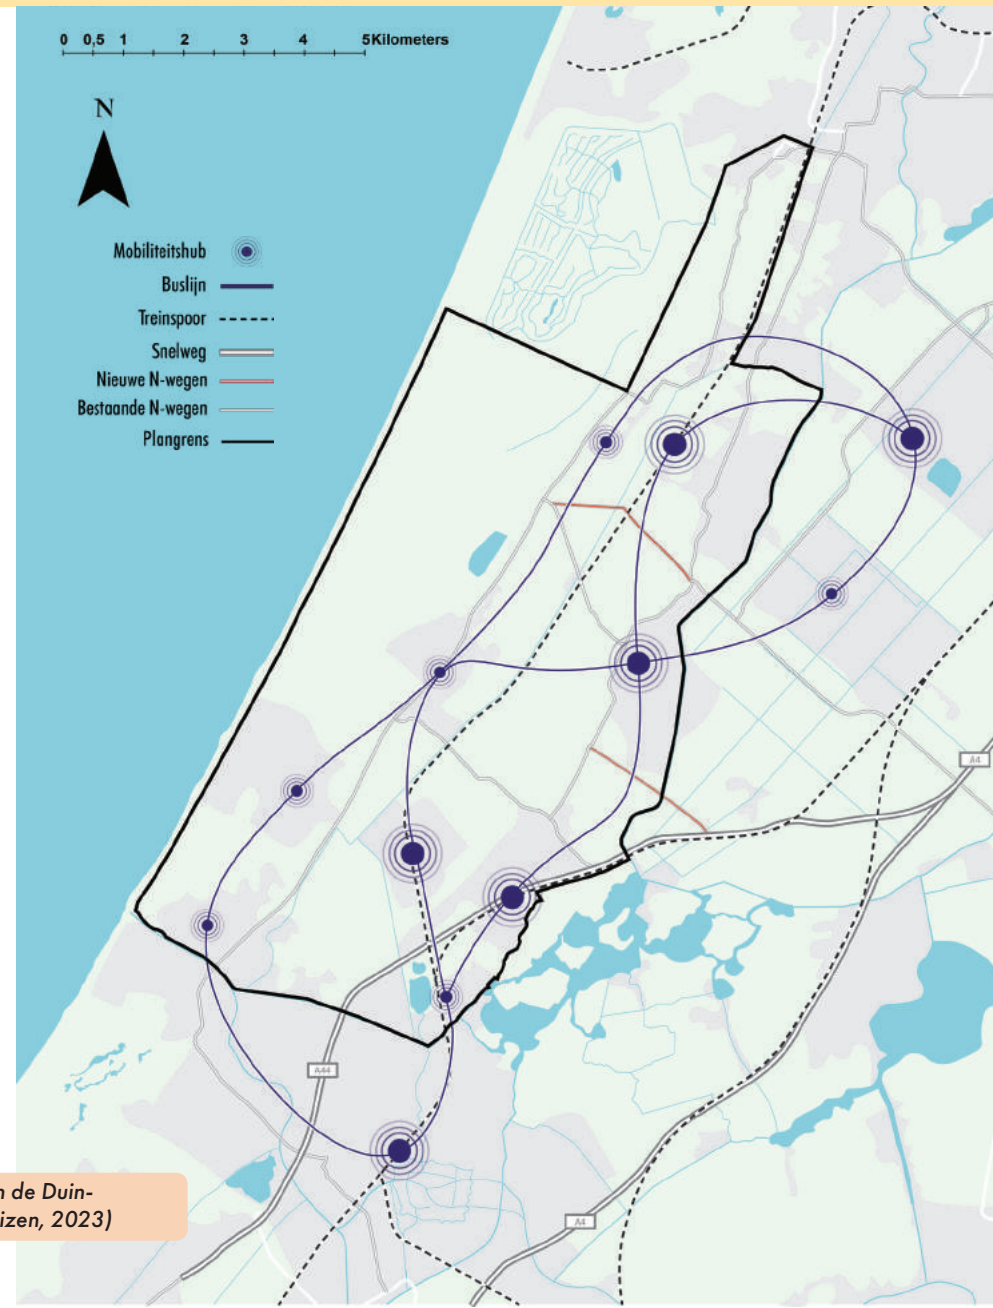 0 0,5 1 2 3 4 5Kilometers
N
Mobiliteitshub
Buslijn
Treinspoor
Snelweg
Nieuwe N-wegen
Bestaande N-wegen
Plangrens
A4
A44
A4
de Duin-
izen, 2023)